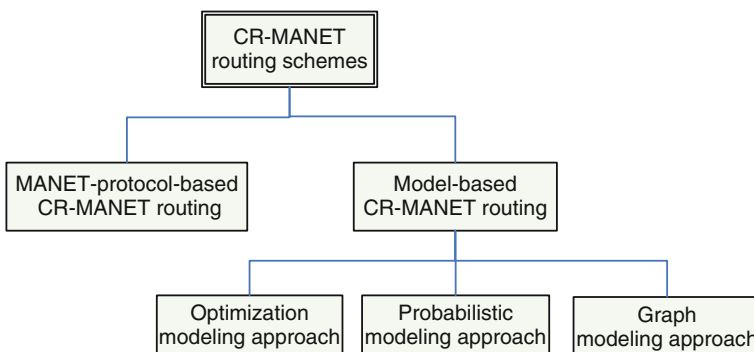 CR-MANET
routing schemes
MANET-protocol-based
CR-MANET routing
Model-based
CR-MANET routing
Optimization
modeling approach
Probabilistic
modeling approach
Graph
modeling approach